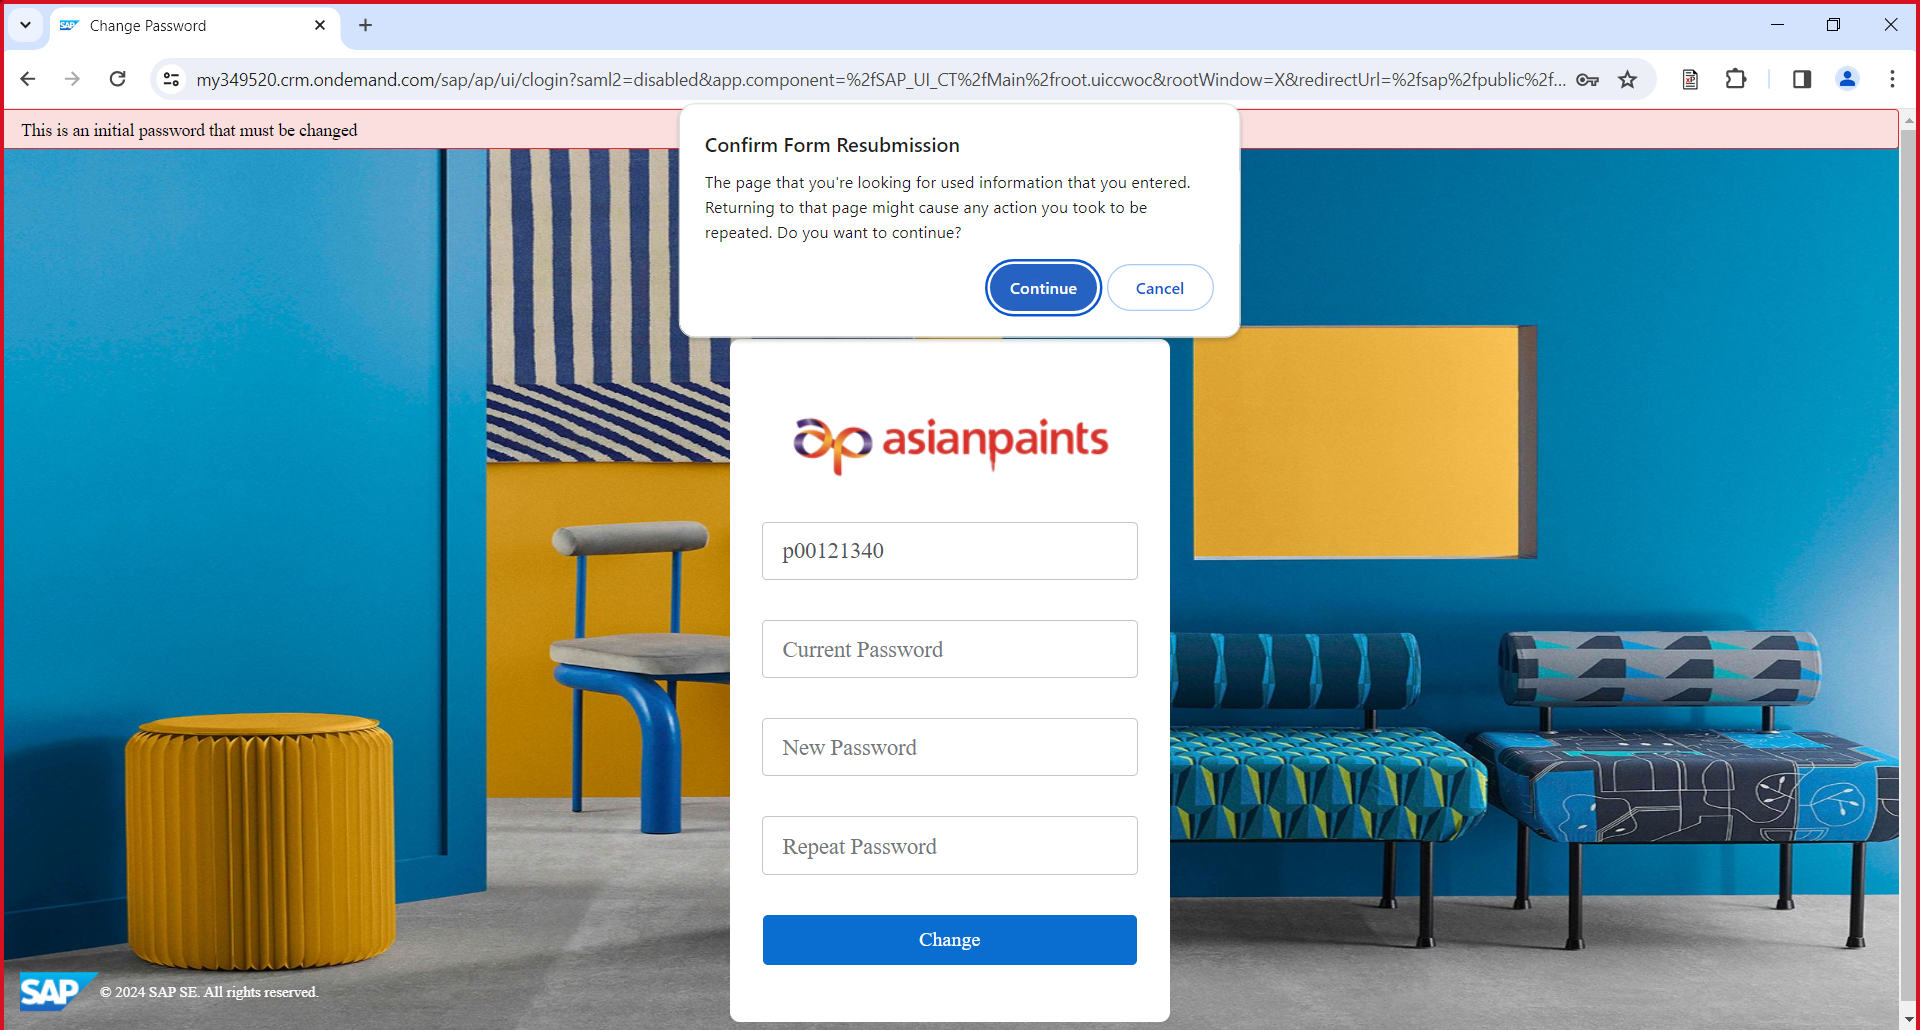 SAP Change Password
my349520.crm.ondemand.com/sap/ap/ui/clogin?saml2=disabled&app.component=%2fSAP_UI_CT%2fMain%2froot.uiccwoc&rootWindow=X&redirectUrl=%2fsap%2fpublic%2f...
This is an initial password that must be changed
Confirm Form Resubmission
The page that you're looking for used information that you entered.
Returning to that page might cause any action you took to be
repeated. Do you want to continue?
Continue Cancel
ap asianpaints
p00121340
Current Password
New Password
Repeat Password
Change
SAP © 2024 SAP SE. All rights reserved.